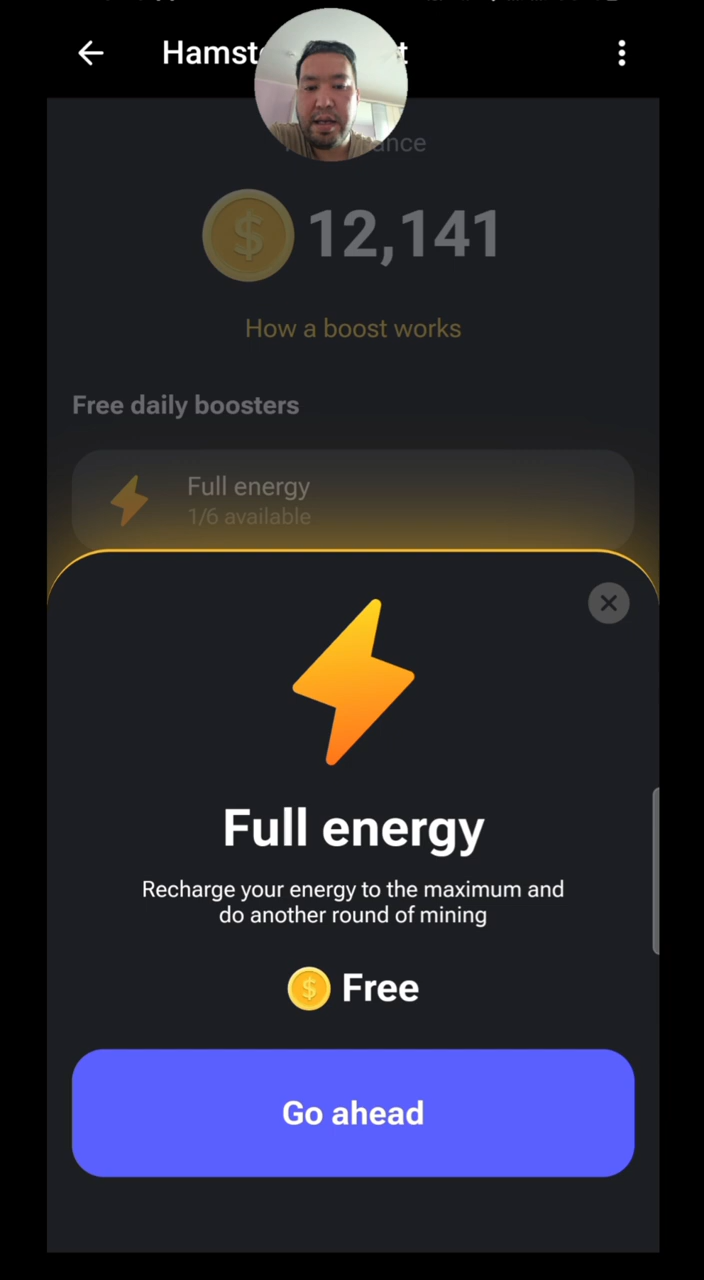 Hamst
t
ance
12,141
How a boost works
Free daily boosters
Full energy
1/6 available
Full energy
Recharge your energy to the maximum and
do another round of mining
Free
Go ahead